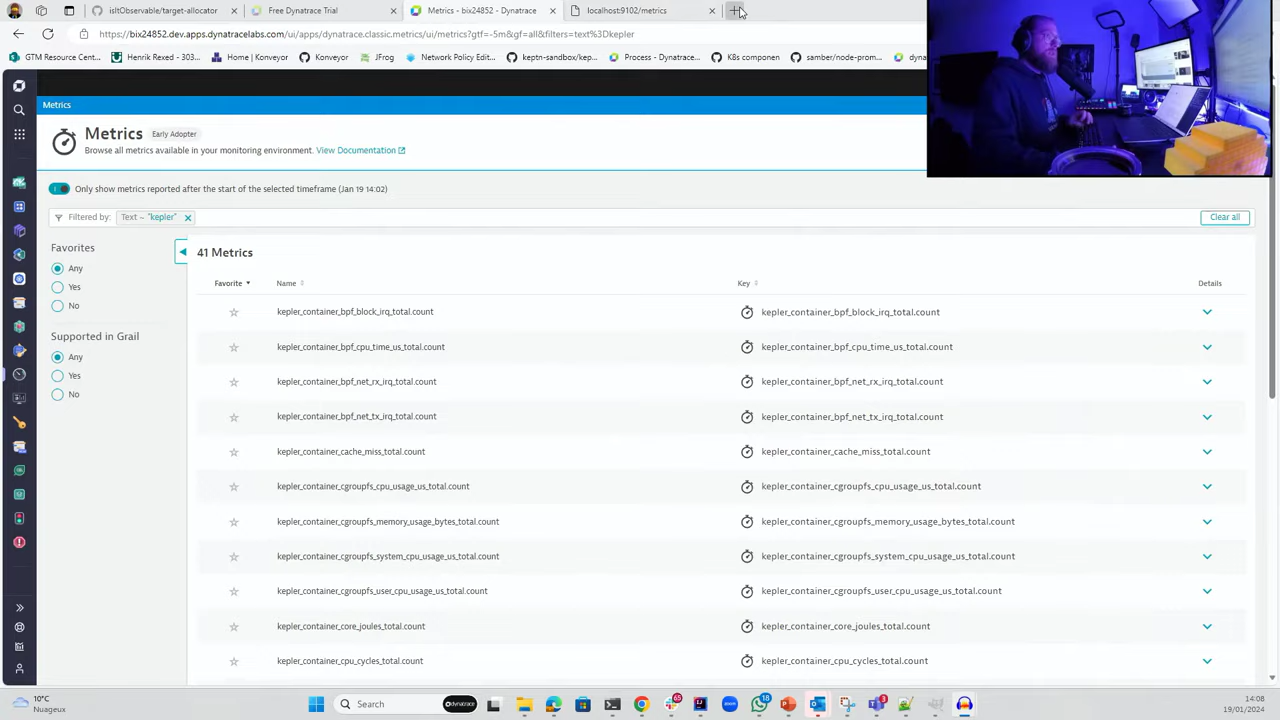 isItObservable/target-allocator
Free Dynatrace Trial
Metrics - bix24852 - Dynatrace
localhost:9102/metrics
https://bix24852.dev.apps.dynatracelabs.com/ui/apps/dynatrace.classic.metrics/ui/metrics?gtf=-5m&gf=all&filters=text%3Dkepler
GTM Resource Cent...
Henrik Rexed - 303...
Home | Konveyor
Konveyor
JFrog
Network Policy Edit...
keptn-sandbox/kep...
Process - Dynatrace...
K8s componen
samber/node-prom
dyna
Metrics
Metrics
Early Adopter
Browse all metrics available in your monitoring environment. View Documentation
Only show metrics reported after the start of the selected timeframe (Jan 19 14:02)
Filtered by:
Text ~ "kepler"
Clear all
Favorites
Any
Yes
No
Supported in Grail
Any
Yes
No
41 Metrics
Favorite
Name
Key
Details
kepler_container_bpf_block_irq_total.count
kepler_container_bpf_block_irq_total.count
kepler_container_bpf_cpu_time_us_total.count
kepler_container_bpf_cpu_time_us_total.count
kepler_container_bpf_net_rx_irq_total.count
kepler_container_bpf_net_rx_irq_total.count
kepler_container_bpf_net_tx_irq_total.count
kepler_container_bpf_net_tx_irq_total.count
kepler_container_cache_miss_total.count
kepler_container_cache_miss_total.count
kepler_container_cgroupfs_cpu_usage_us_total.count
kepler_container_cgroupfs_cpu_usage_us_total.count
kepler_container_cgroupfs_memory_usage_bytes_total.count
kepler_container_cgroupfs_memory_usage_bytes_total.count
kepler_container_cgroupfs_system_cpu_usage_us_total.count
kepler_container_cgroupfs_system_cpu_usage_us_total.count
kepler_container_cgroupfs_user_cpu_usage_us_total.count
kepler_container_cgroupfs_user_cpu_usage_us_total.count
kepler_container_core_joules_total.count
kepler_container_core_joules_total.count
kepler_container_cpu_cycles_total.count
kepler_container_cpu_cycles_total.count
10°C
Nuageux
Search
dynatrace
65
18
3
14:08
19/01/2024